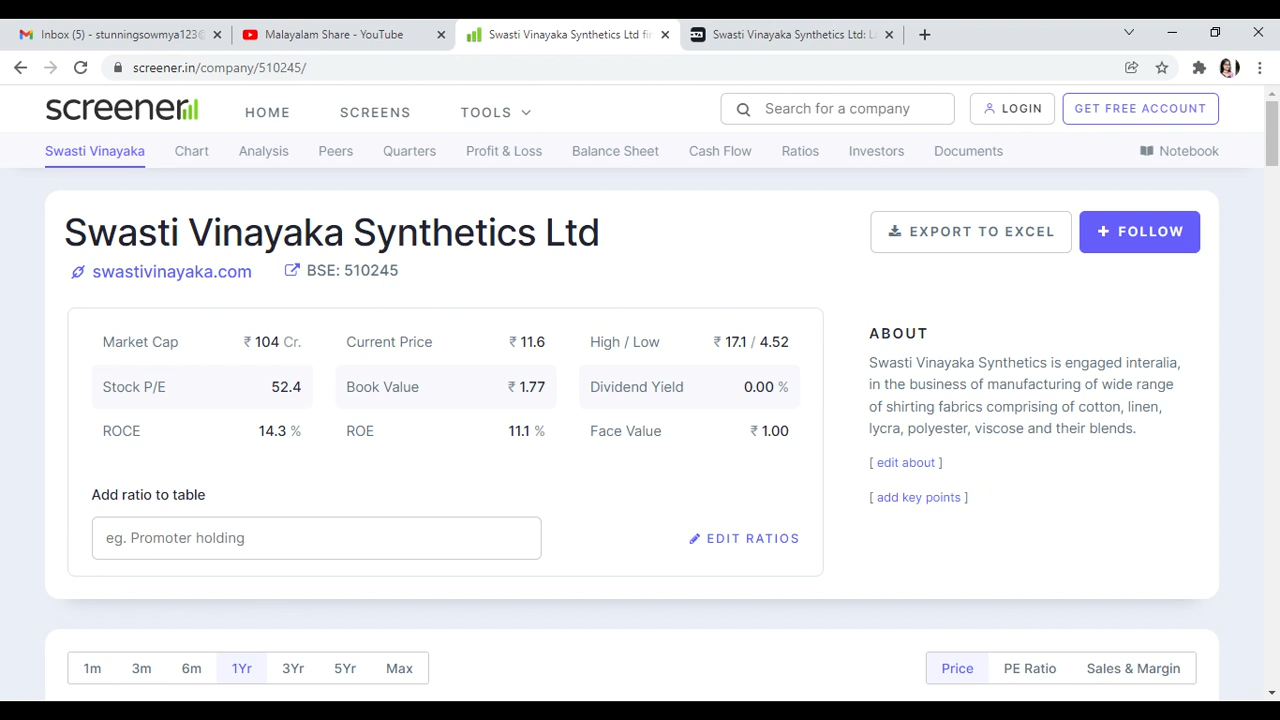 Inbox (5) - stunningsowmya123@
Malayalam Share - YouTube
Swasti Vinayaka Synthetics Ltd fin
Swasti Vinayaka Synthetics Ltd: L
screener.in/company/510245/
screener
HOME
SCREENS
TOOLS
Search for a company
LOGIN
GET FREE ACCOUNT
Swasti Vinayaka
Chart
Analysis
Peers
Quarters
Profit & Loss
Balance Sheet
Cash Flow
Ratios
Investors
Documents
Notebook
Swasti Vinayaka Synthetics Ltd
EXPORT TO EXCEL
+ FOLLOW
swastivinayaka.com
BSE: 510245
Market Cap ₹ 104 Cr.
Current Price ₹ 11.6
High / Low ₹ 17.1 / 4.52
Stock P/E 52.4
Book Value ₹ 1.77
Dividend Yield 0.00 %
ROCE 14.3 %
ROE 11.1 %
Face Value ₹ 1.00
Add ratio to table
eg. Promoter holding
EDIT RATIOS
ABOUT
Swasti Vinayaka Synthetics is engaged interalia,
in the business of manufacturing of wide range
of shirting fabrics comprising of cotton, linen,
lycra, polyester, viscose and their blends.
[ edit about ]
[ add key points ]
1m
3m
6m
1Yr
3Yr
5Yr
Max
Price
PE Ratio
Sales & Margin